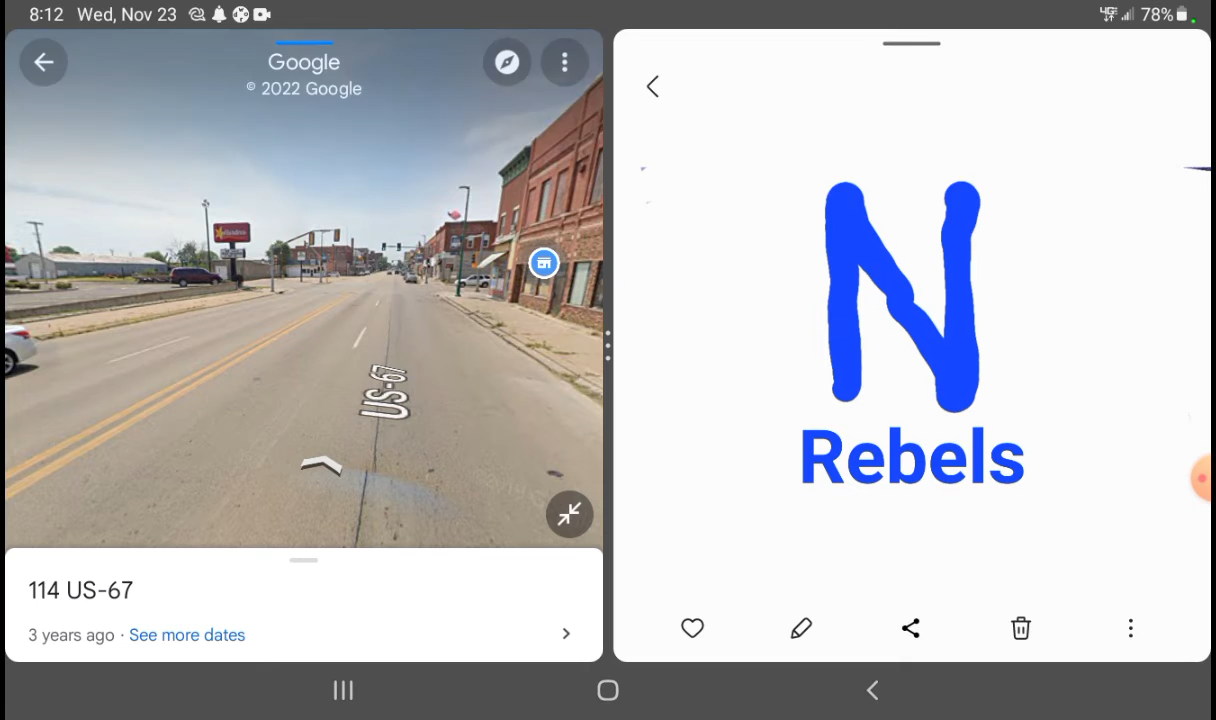 8:12 Wed, Nov 23
78%
Google
© 2022 Google
US-67
114 US-67
3 years ago · See more dates
N
Rebels